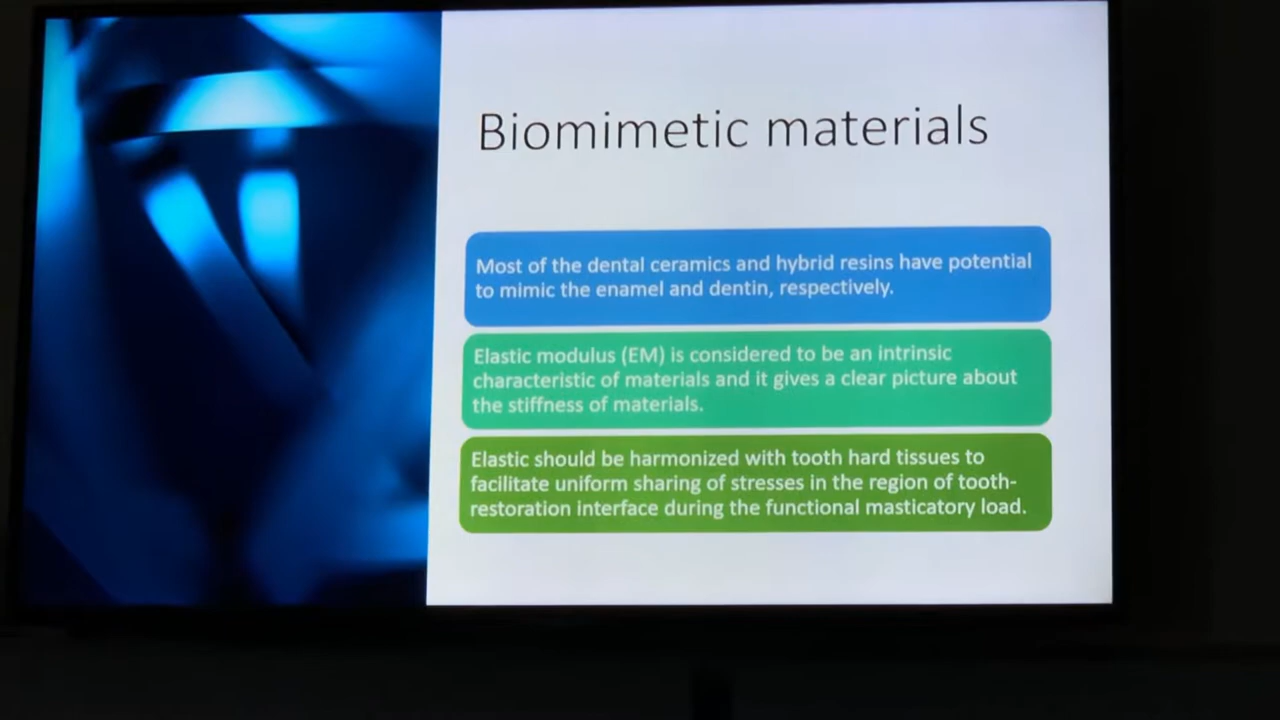 Biomimetic materials
Most of the dental ceramics and hybrid resins have potential
to mimic the enamel and dentin, respectively.
Elastic modulus (EM) is considered to be an intrinsic
characteristic of materials and it gives a clear picture about
the stiffness of materials.
Elastic should be harmonized with tooth hard tissues to
facilitate uniform sharing of stresses in the region of tooth-
restoration interface during the functional masticatory load.